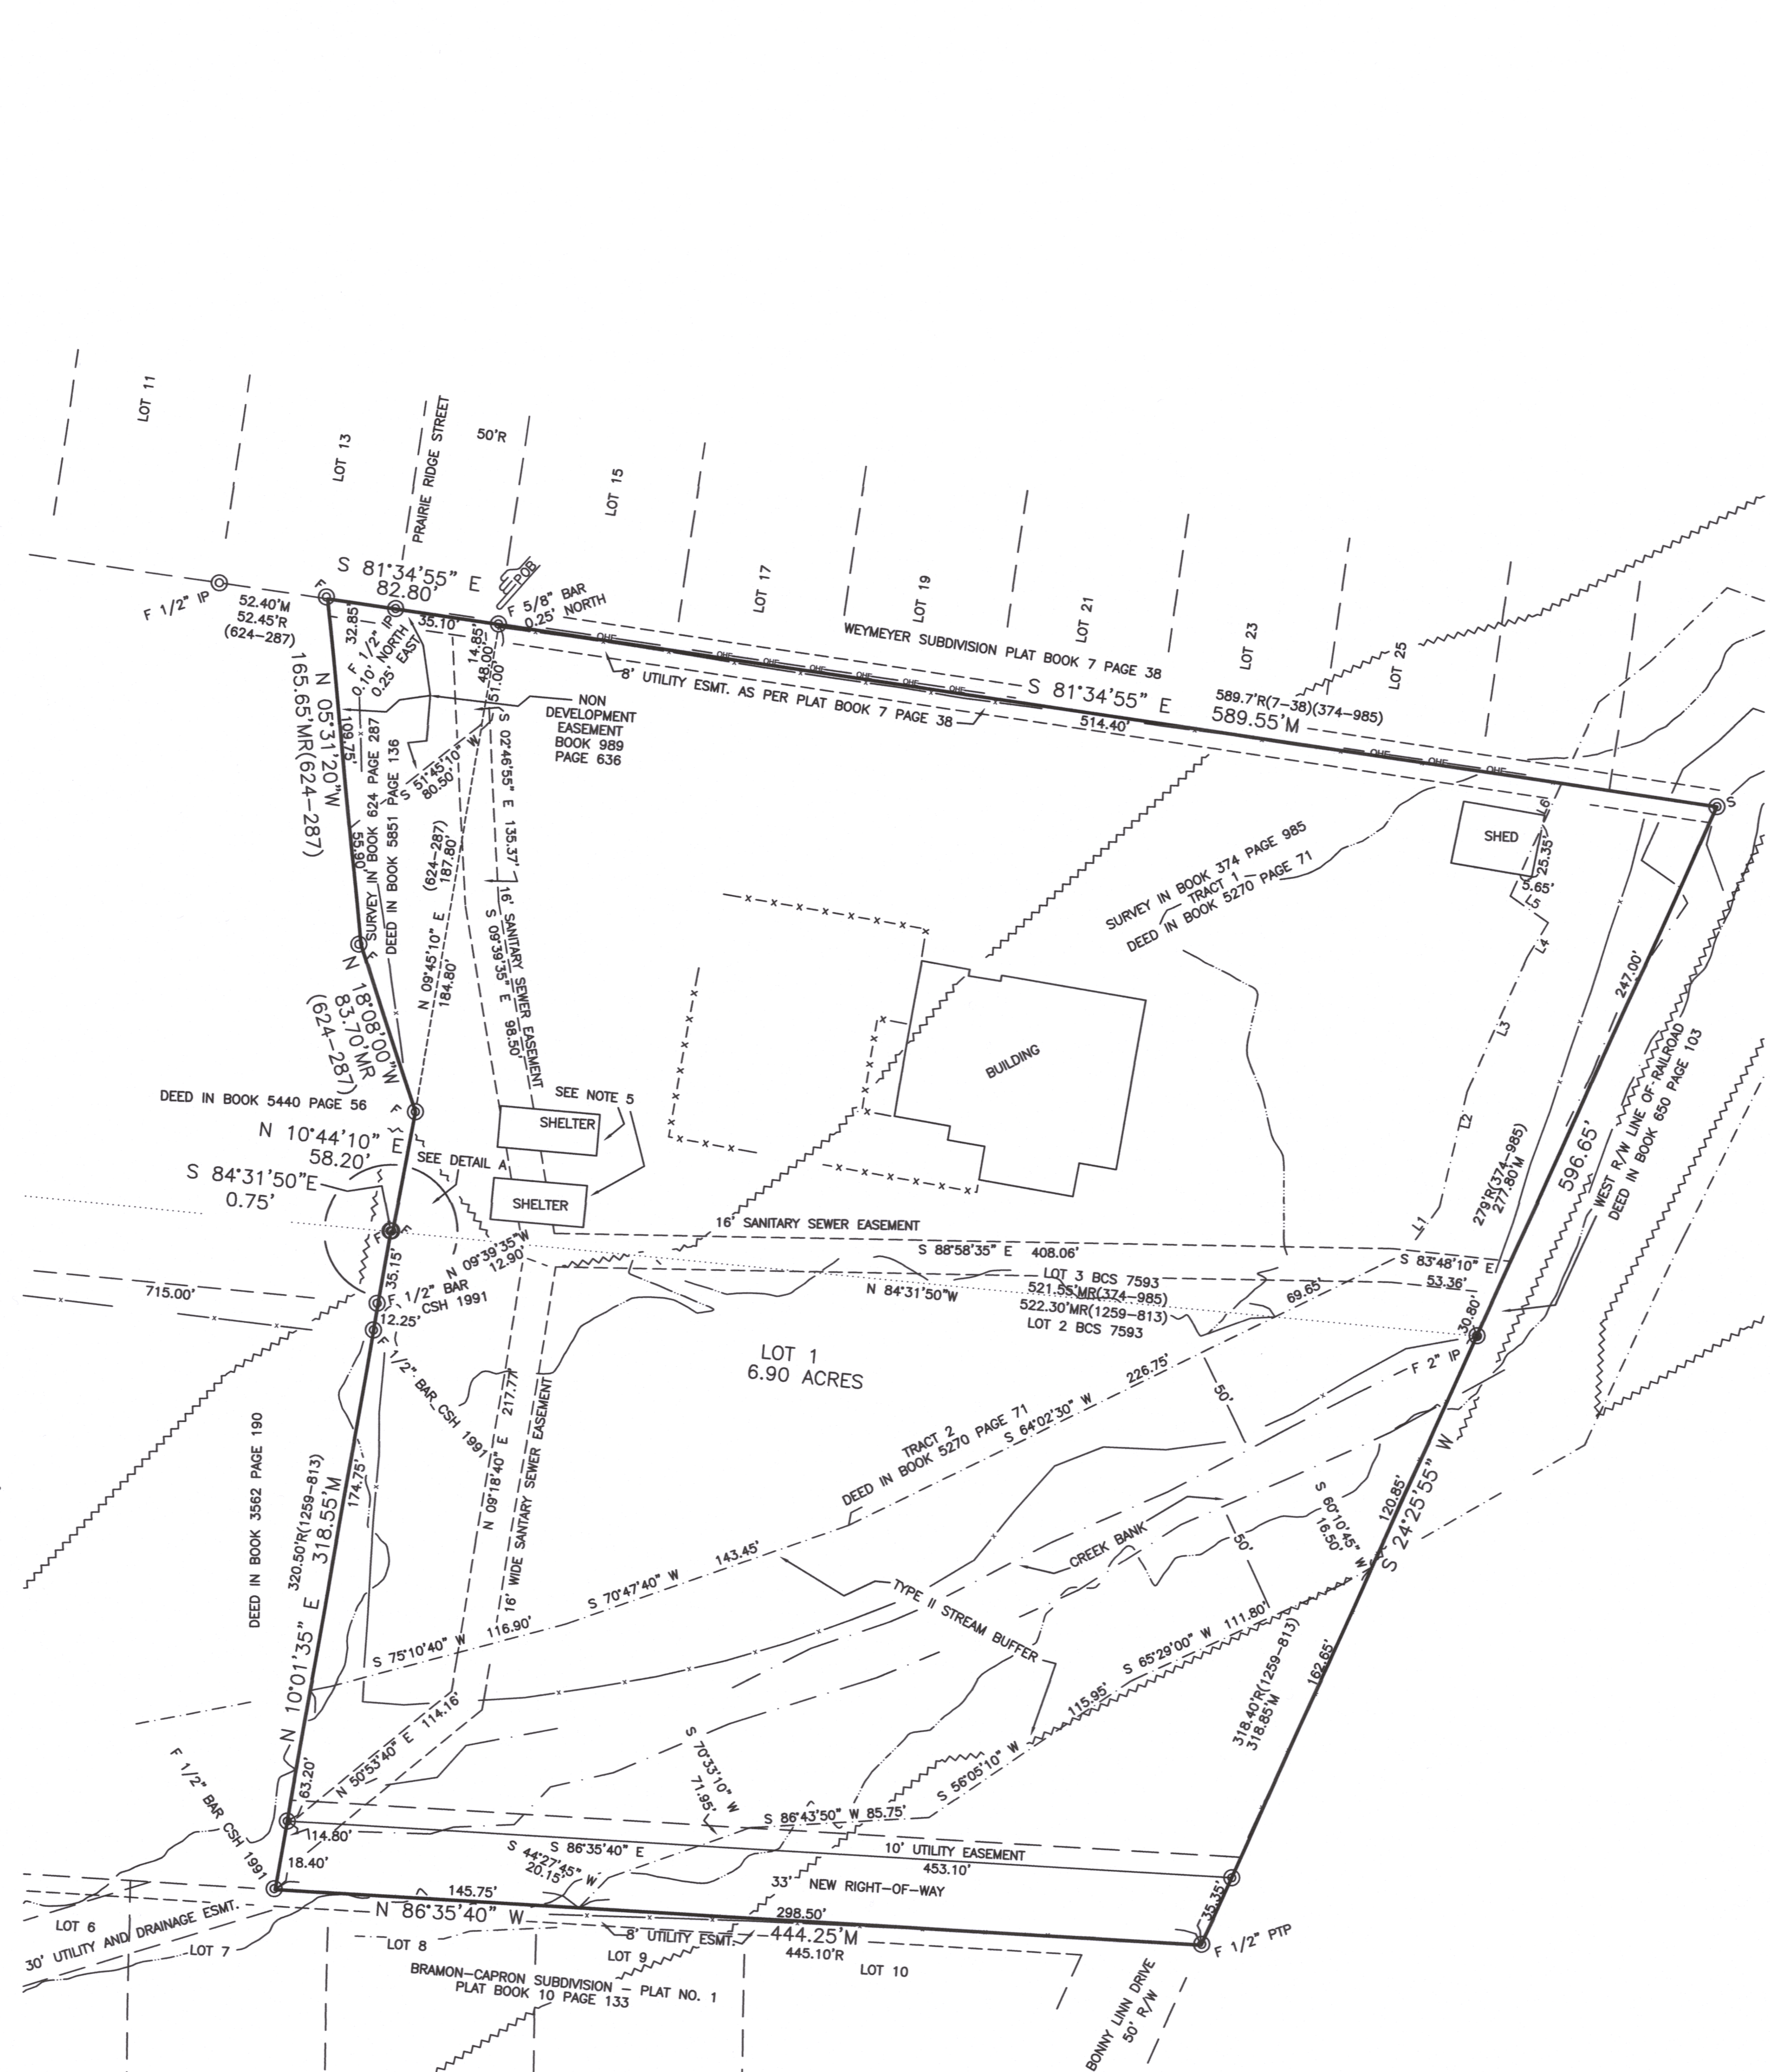 LOT 11
LOT 13
PRAIRIE RIDGE STREET
50'R
LOT 15
LOT 17
LOT 19
LOT 21
LOT 23
LOT 25
F 1/2" IP
52.40'M
52.45'R
(624-287)
F
S 81°34'55" E
82.80'
POB
F 5/8" BAR
0.25' NORTH
32.85'
F 1/2" IP
0.10' NORTH
0.25' EAST
35.10'
14.85'
48.00'
51.00'
OHE
OHE
OHE
OHE
OHE
OHE
OHE
WEYMEYER SUBDIVISION PLAT BOOK 7 PAGE 38
8' UTILITY ESMT. AS PER PLAT BOOK 7 PAGE 38
S 81°34'55" E
589.7'R(7-38)(374-985)
589.55'M
514.40'
OHE
OHE
OHE
S
N 05°31'20"W
165.65'MR(624-287)
109.75'
55.90'
SURVEY IN BOOK 624 PAGE 287
DEED IN BOOK 5851 PAGE 136
S 51°45'10" W
80.50'
NON
DEVELOPMENT
EASEMENT
BOOK 989
PAGE 636
S 02°46'55" E 135.37'
16' SANITARY SEWER EASEMENT
S 09°39'35" E 98.50'
(624-287)
187.80'
N 09°45'10" E
184.80'
F
N 18°08'00"W
83.70'MR
(624-287)
SURVEY IN BOOK 374 PAGE 985
TRACT 1
DEED IN BOOK 5270 PAGE 71
SHED
L6
25.35'
5.65'
L5
L4
L3
L2
L1
247.00'
BUILDING
DEED IN BOOK 5440 PAGE 56
F
N 10°44'10" E
58.20'
S 84°31'50"E
0.75'
SEE DETAIL A
SEE NOTE 5
SHELTER
SHELTER
279'R(374-985)
277.80'M
596.65'
WEST R/W LINE OF RAILROAD
DEED IN BOOK 650 PAGE 103
16' SANITARY SEWER EASEMENT
S 88°58'35" E 408.06'
S 83°48'10" E
53.36'
F
F
N 09°39'35"W
12.90'
35.15'
F 1/2" BAR
CSH 1991
12.25'
F 1/2" BAR CSH 1991
715.00'
LOT 3 BCS 7593
521.55'MR(374-985)
N 84°31'50"W
522.30'MR(1259-813)
LOT 2 BCS 7593
69.65'
30.80'
F 2" IP
LOT 1
6.90 ACRES
226.75'
50'
TRACT 2
DEED IN BOOK 5270 PAGE 71
S 64°02'30" W
DEED IN BOOK 3562 PAGE 190
320.50'R(1259-813)
318.55'M
N 10°01'35" E
174.75'
N 09°18'40" E 217.77'
16' WIDE SANTARY SEWER EASEMENT
S 24°25'55" W
120.85'
S 60°10'45" W
16.50'
50'
CREEK BANK
143.45'
S 70°47'40" W
TYPE II STREAM BUFFER
116.90'
S 75°10'40" W
S 65°29'00" W 111.80'
162.65'
318.40'R(1259-813)
318.85'M
115.95'
N 50°53'40" E 114.16'
63.20'
S 70°33'10" W
71.95'
S 56°05'10" W
S 86°43'50" W 85.75'
F 1/2" BAR CSH 1991
114.80'
18.40'
S 86°35'40" E
S 44°27'45" W
20.15'
10' UTILITY EASEMENT
453.10'
33' NEW RIGHT-OF-WAY
35.35'
145.75'
N 86°35'40" W
298.50'
444.25'M
445.10'R
8' UTILITY ESMT.
F 1/2" PTP
LOT 6
30' UTILITY AND DRAINAGE ESMT.
LOT 7
LOT 8
LOT 9
LOT 10
BRAMON-CAPRON SUBDIVISION - PLAT NO. 1
PLAT BOOK 10 PAGE 133
BONNY LINN DRIVE
50' R/W